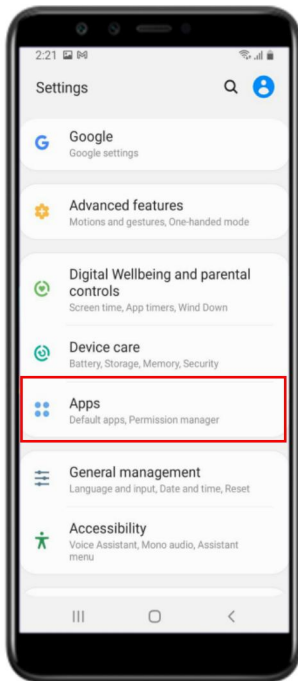 2:21
Settings
Google
Google settings
Advanced features
Motions and gestures, One-handed mode
Digital Wellbeing and parental
controls
Screen time, App timers, Wind Down
Device care
Battery, Storage, Memory, Security
Apps
Default apps, Permission manager
General management
Language and input, Date and time, Reset
Accessibility
Voice Assistant, Mono audio, Assistant
menu